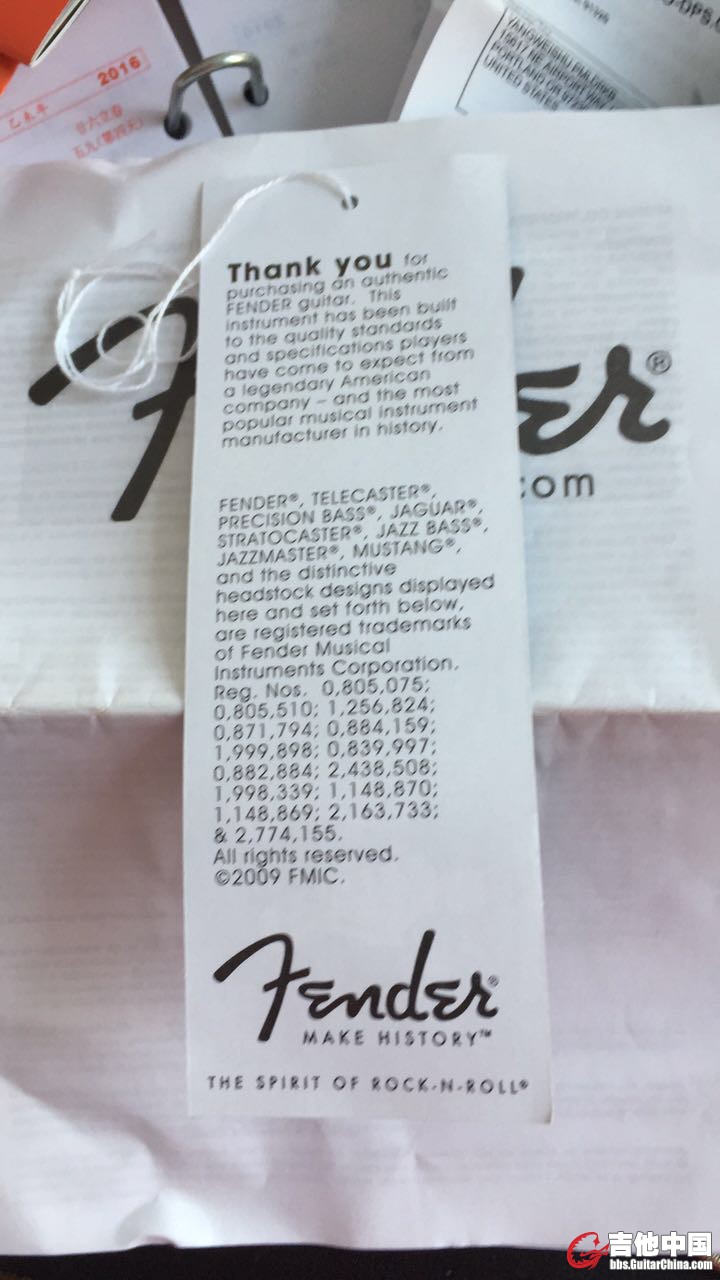 2016
乙未年
YANGWEISHU
PORTLAND OR
UNITED STATES
Thank you for
purchasing an authentic
FENDER guitar. This
instrument has been built
to the quality standards
and specifications players
have come to expect from
a legendary American
company – and the most
popular musical instrument
manufacturer in history.
FENDER®, TELECASTER®,
PRECISION BASS®, JAGUAR®,
STRATOCASTER®, JAZZ BASS®,
JAZZMASTER®, MUSTANG®,
and the distinctive
headstock designs displayed
here and set forth below,
are registered trademarks
of Fender Musical
Instruments Corporation.
Reg. Nos. 0,805,075;
0,805,510; 1,256,824;
0,871,794; 0,884,159;
1,999,898; 0,839,997;
0,882,884; 2,438,508;
1,998,339; 1,148,870;
1,148,869; 2,163,733;
& 2,774,155.
All rights reserved.
©2009 FMIC.
Fender®
MAKE HISTORY™
THE SPIRIT OF ROCK-N-ROLL®
.com
吉他中国
bbs.GuitarChina.com